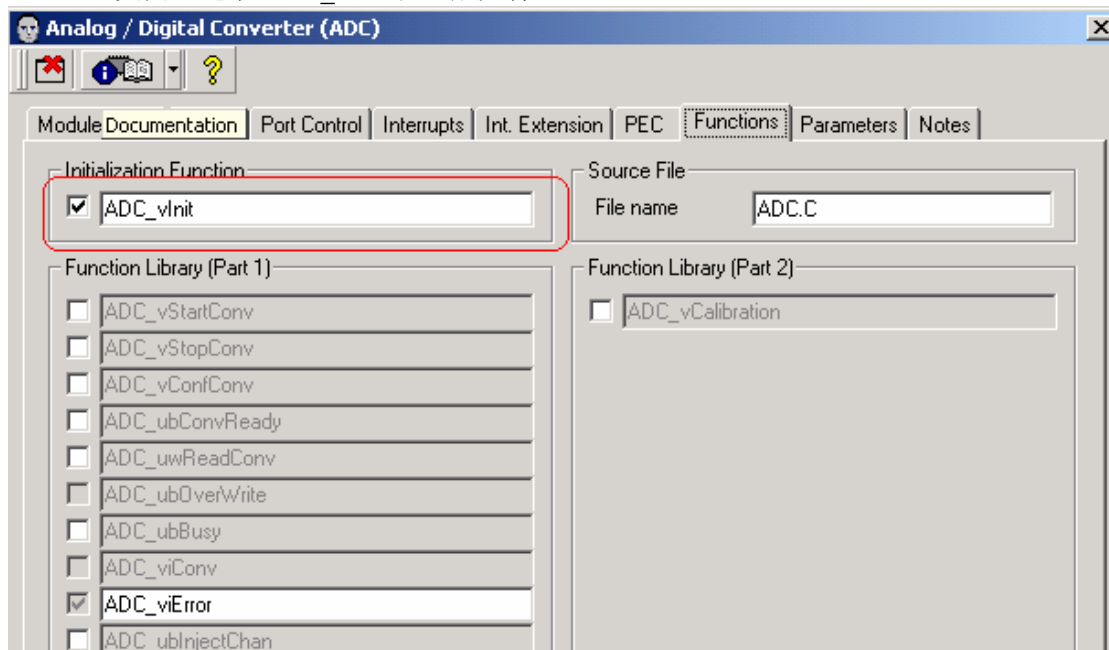 Analog / Digital Converter (ADC)
Module Documentation Port Control Interrupts Int. Extension PEC Functions Parameters Notes
Initialization Function
ADC_vInit
Source File
File name ADC.C
Function Library (Part 1)
ADC_vStartConv
ADC_vStopConv
ADC_vConfConv
ADC_ubConvReady
ADC_uwReadConv
ADC_ubOverWrite
ADC_ubBusy
ADC_viConv
ADC_viError
ADC_ubInjectChan
Function Library (Part 2)
ADC_vCalibration